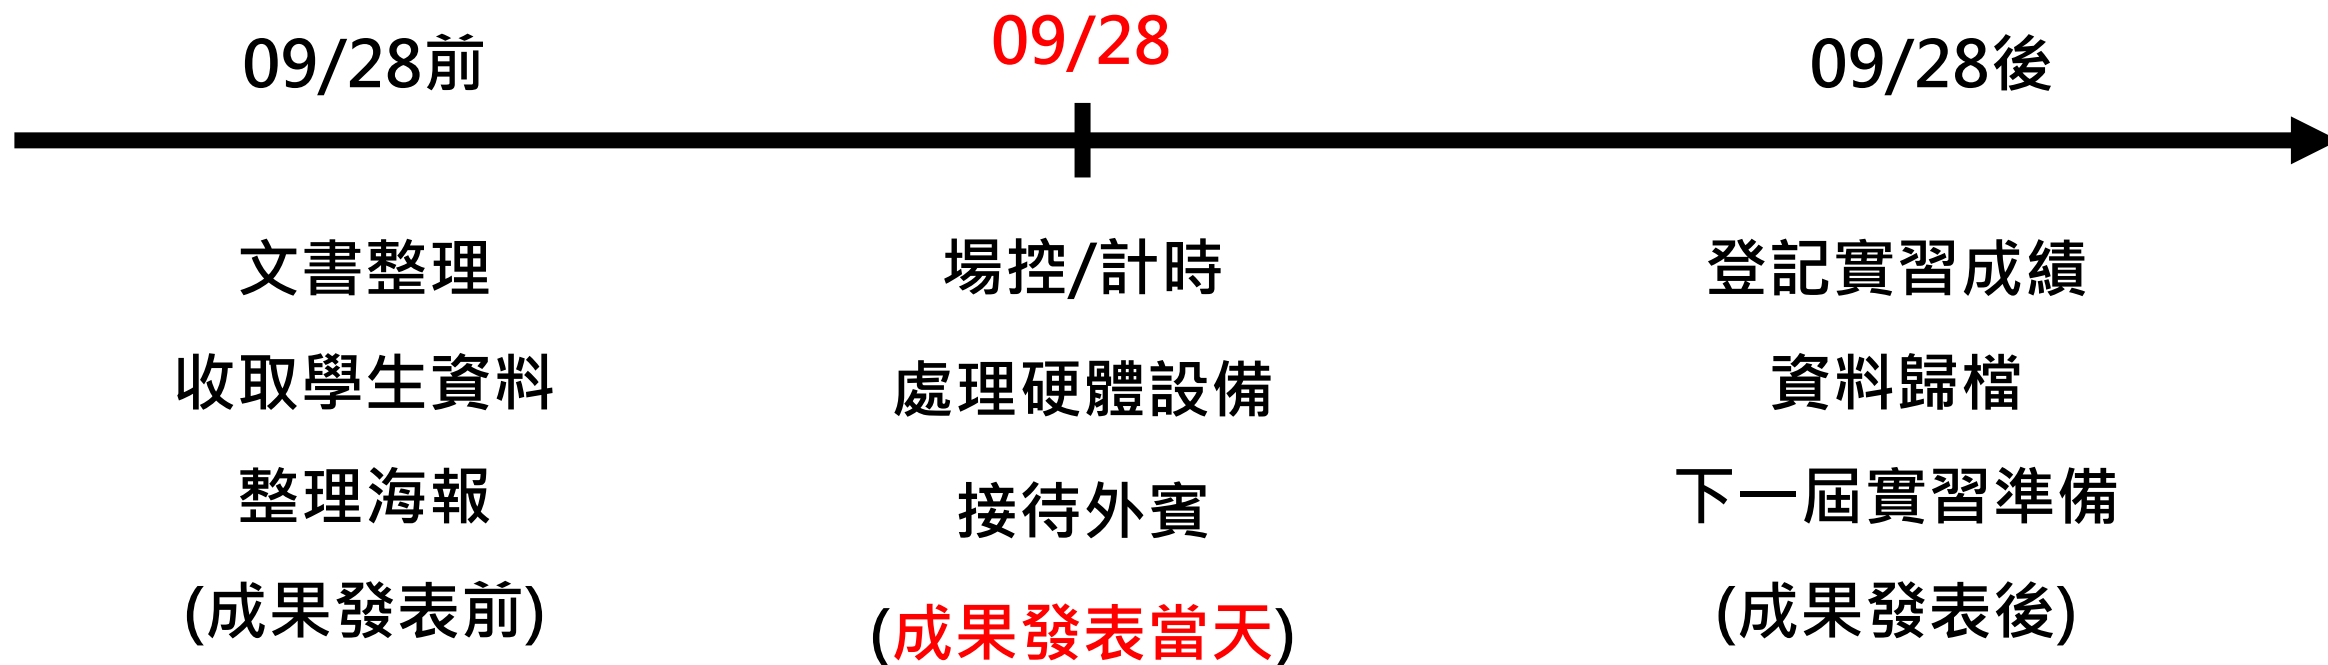 09/28前
09/28
09/28後
文書整理
收取學生資料
整理海報
(成果發表前)
場控/計時
處理硬體設備
接待外賓
(成果發表當天)
登記實習成績
資料歸檔
下一屆實習準備
(成果發表後)